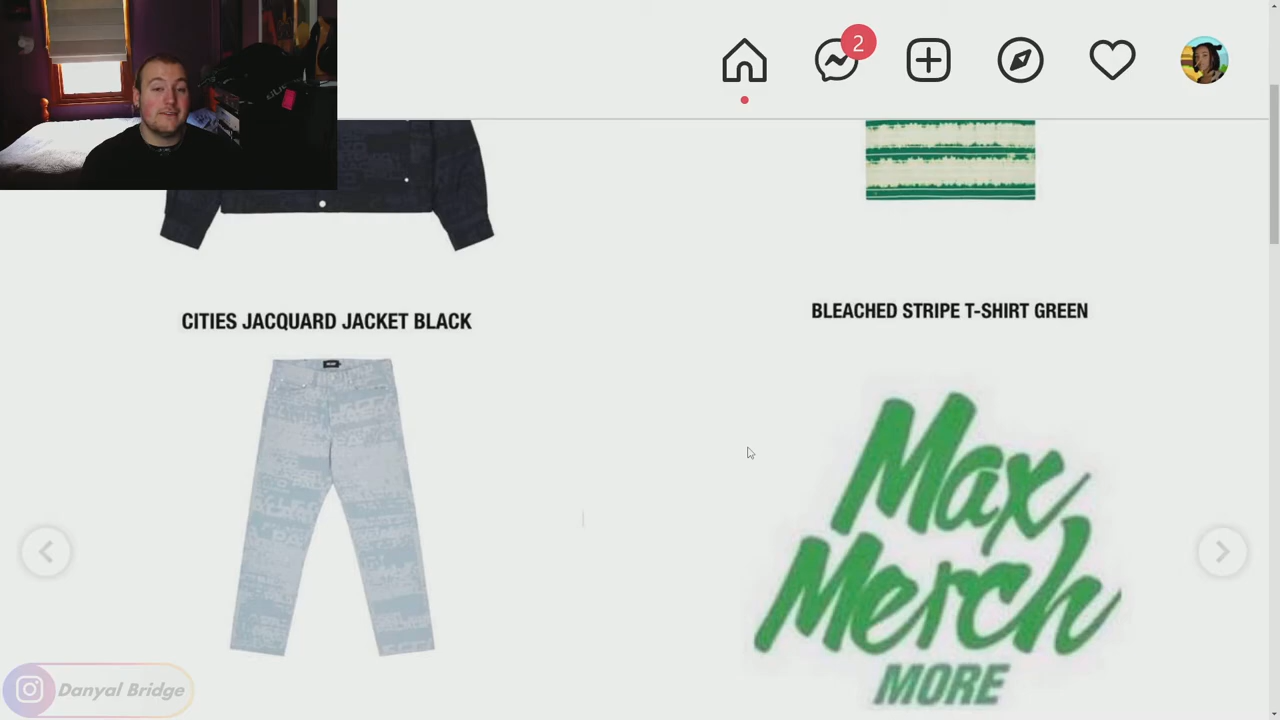 2
CITIES JACQUARD JACKET BLACK
BLEACHED STRIPE T-SHIRT GREEN
Max
Merch
MORE
Danyal Bridge